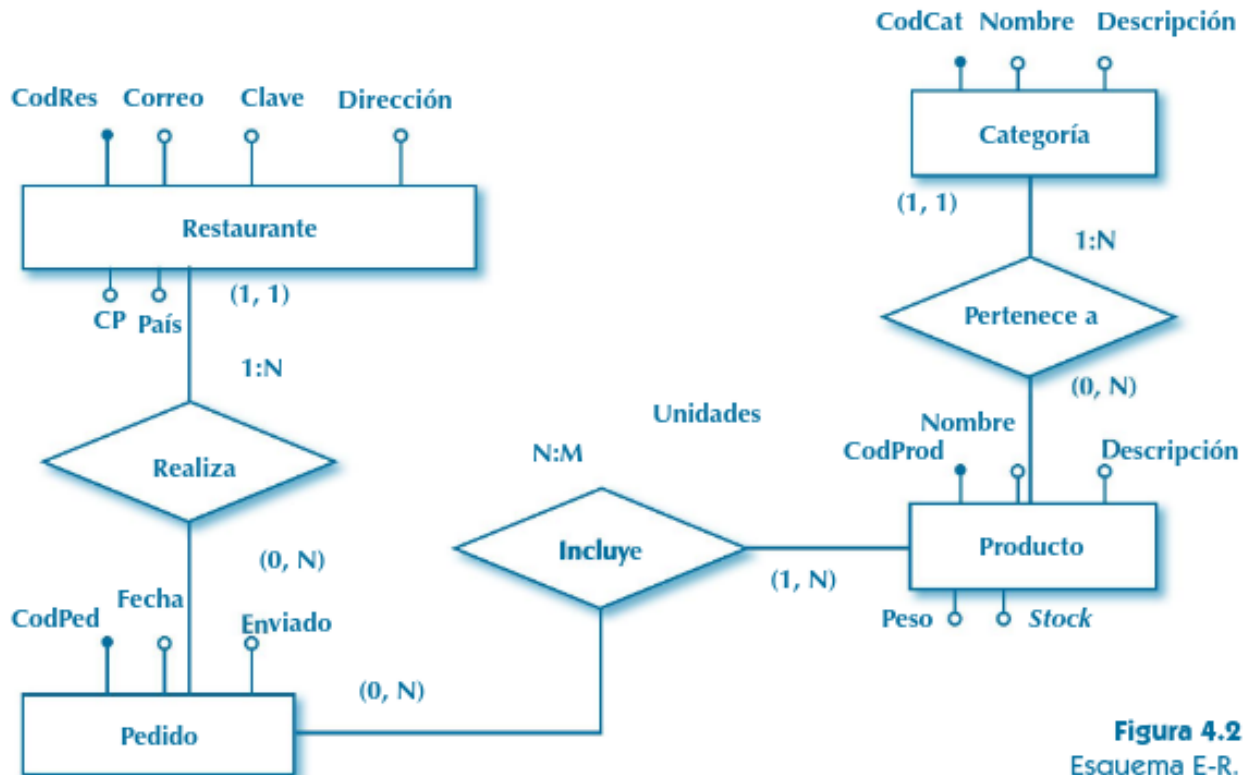 CodCat Nombre Descripción
Categoría
(1, 1)
1:N
Pertenece a
(0, N)
CodRes Correo Clave Dirección
Restaurante
CP País
(1, 1)
1:N
Realiza
(0, N)
Unidades
N:M
Incluye
(1, N)
(0, N)
Nombre
CodProd Descripción
Producto
Peso Stock
Fecha
CodPed Enviado
Pedido
Figura 4.2
Esquema E-R.